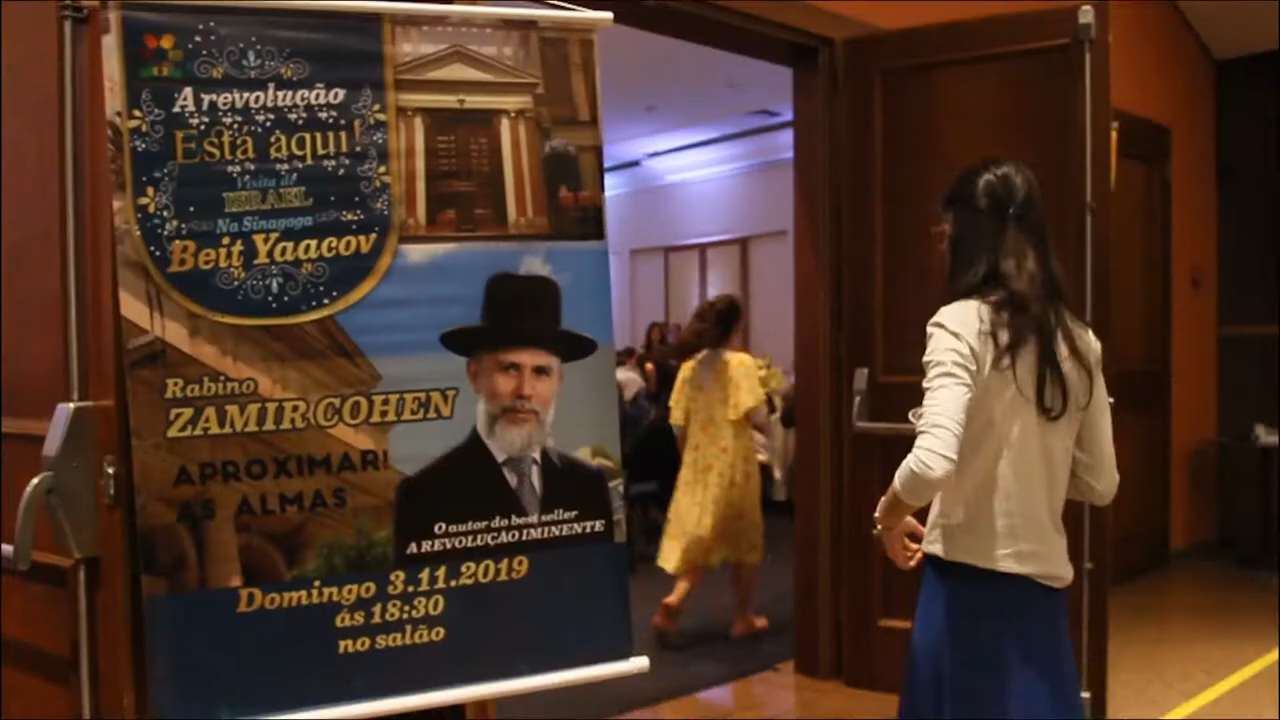 A revolução
Está aqui!
Visita de
ISRAEL
Na Sinagoga
Beit Yaacov
Rabino
ZAMIR COHEN
APROXIMAR!
AS ALMAS
O autor do best seller
A REVOLUÇÃO IMINENTE
Domingo 3.11.2019
ás 18:30
no salão